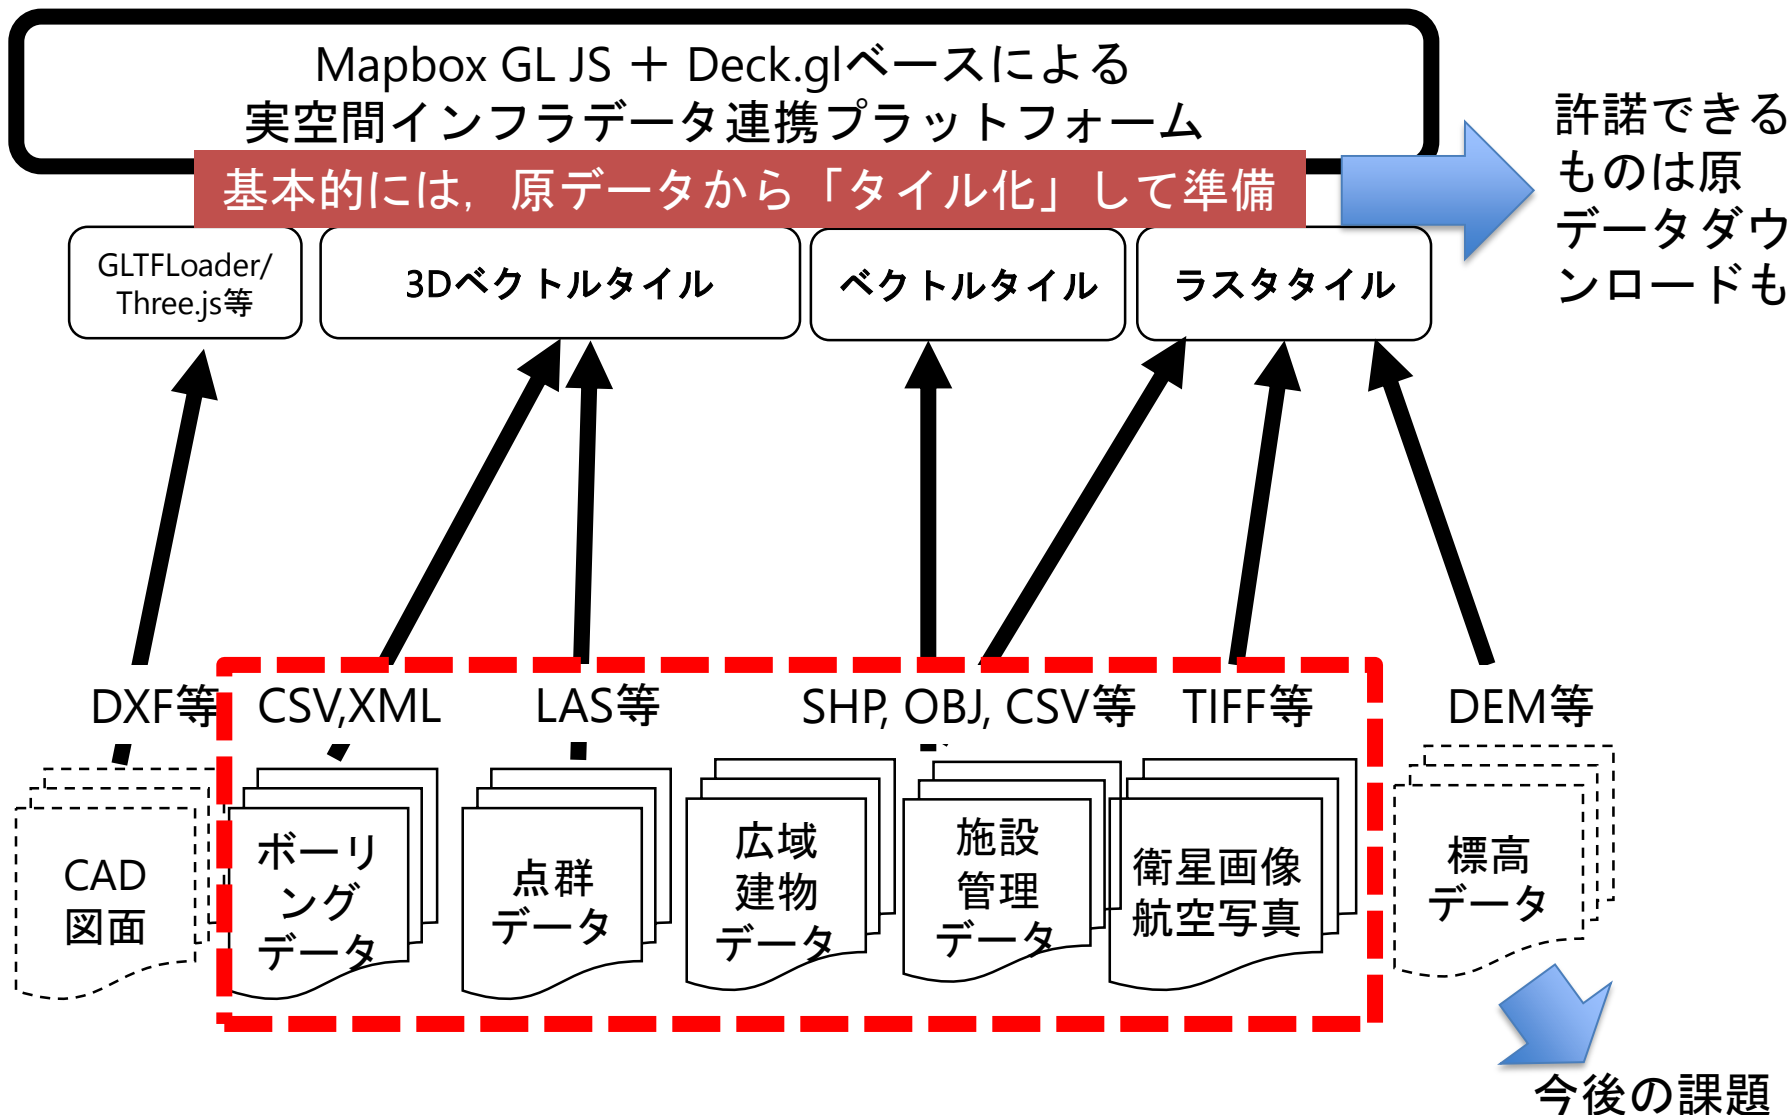 Mapbox GL JS ＋ Deck.glベースによる
実空間インフラデータ連携プラットフォーム
基本的には，原データから「タイル化」して準備
許諾できる
ものは原
データダウ
ンロードも
GLTFLoader/
Three.js等
3Dベクトルタイル
ベクトルタイル
ラスタタイル
DXF等
CSV,XML
LAS等
SHP, OBJ, CSV等
TIFF等
DEM等
CAD
図面
ボーリ
ング
データ
点群
データ
広域
建物
データ
施設
管理
データ
衛星画像
航空写真
標高
データ
今後の課題